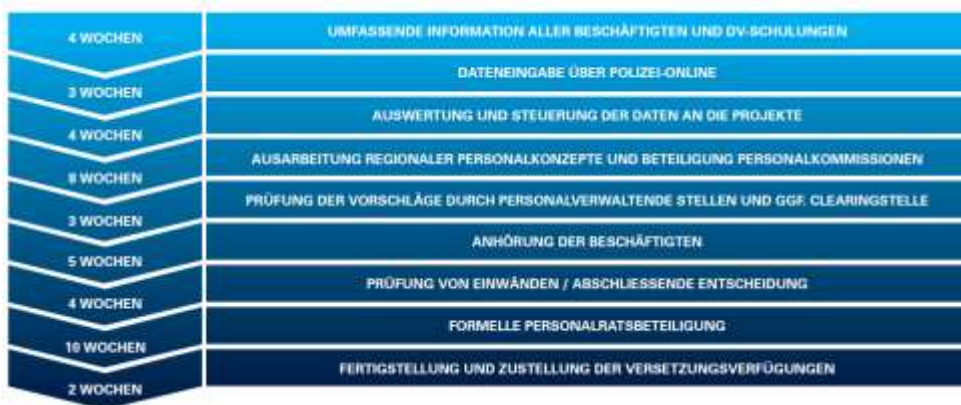 4 WOCHEN
UMFASSENDE INFORMATION ALLER BESCHÄFTIGTEN UND DV-SCHULUNGEN
3 WOCHEN
DATENEINGABE ÜBER POLIZEI-ONLINE
4 WOCHEN
AUSWERTUNG UND STEUERUNG DER DATEN AN DIE PROJEKTE
8 WOCHEN
AUSARBEITUNG REGIONALER PERSONALKONZEPTE UND BETEILIGUNG PERSONALKOMMISSIONEN
3 WOCHEN
PRÜFUNG DER VORSCHLÄGE DURCH PERSONALVERWALTENDE STELLEN UND GGF. CLEARINGSTELLE
5 WOCHEN
ANHÖRUNG DER BESCHÄFTIGTEN
4 WOCHEN
PRÜFUNG VON EINWÄNDEN / ABSCHLIESSENDE ENTSCHEIDUNG
10 WOCHEN
FORMELLE PERSONALRATSBETEILIGUNG
2 WOCHEN
FERTIGSTELLUNG UND ZUSTELLUNG DER VERSETZUNGSVERFÜGUNGEN